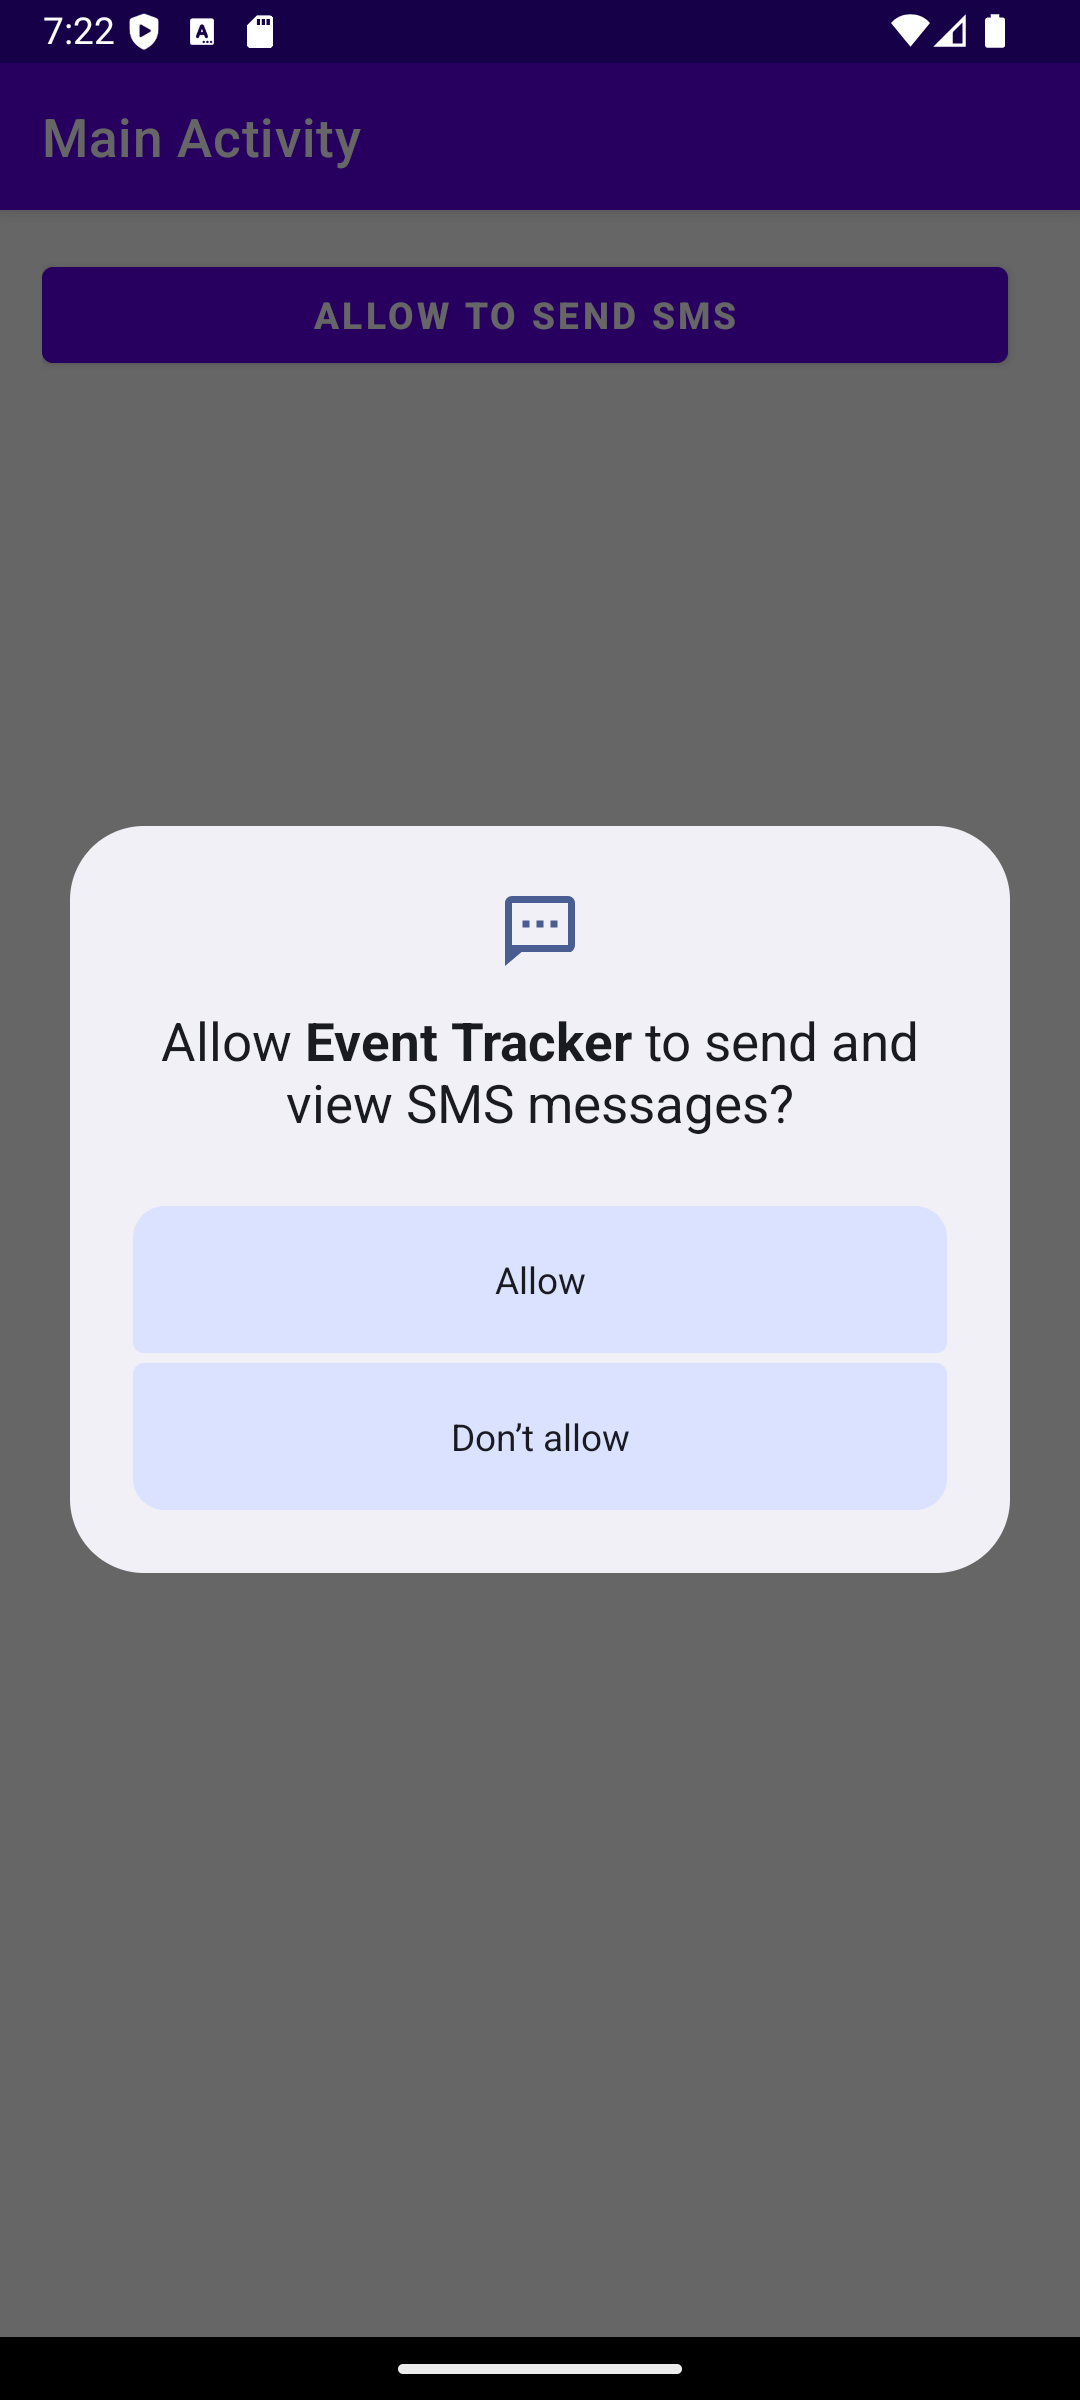 7:22
Main Activity
ALLOW TO SEND SMS
Allow Event Tracker to send and
view SMS messages?
Allow
Don’t allow